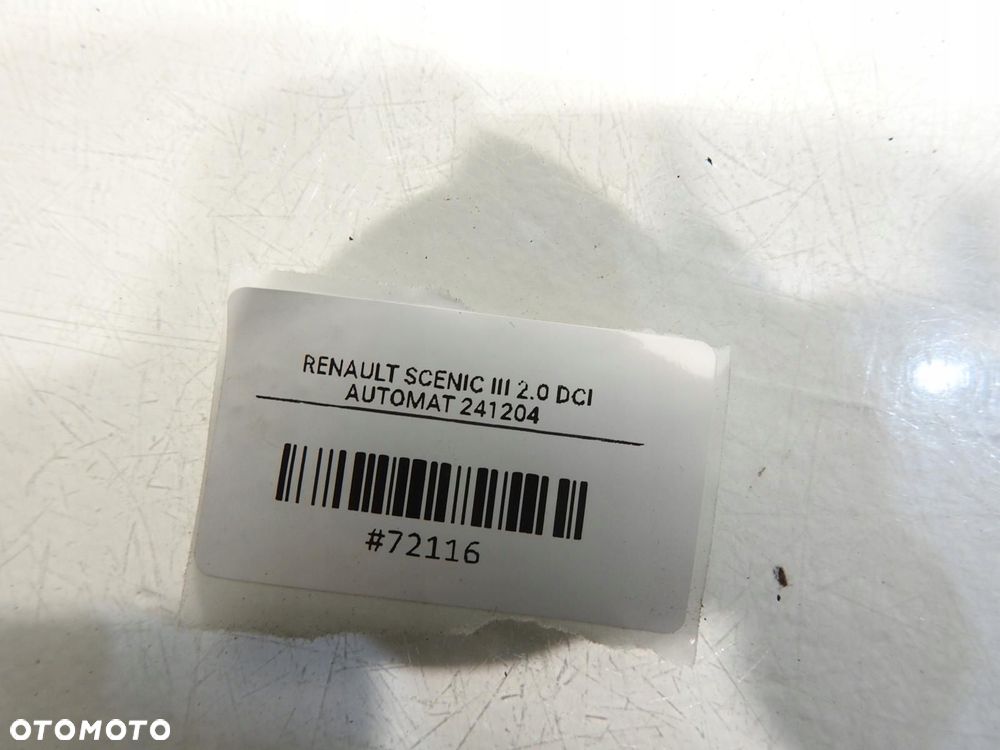 RENAULT SCENIC III 2.0 DCI
AUTOMAT 241204
#72116
OTOMOTO